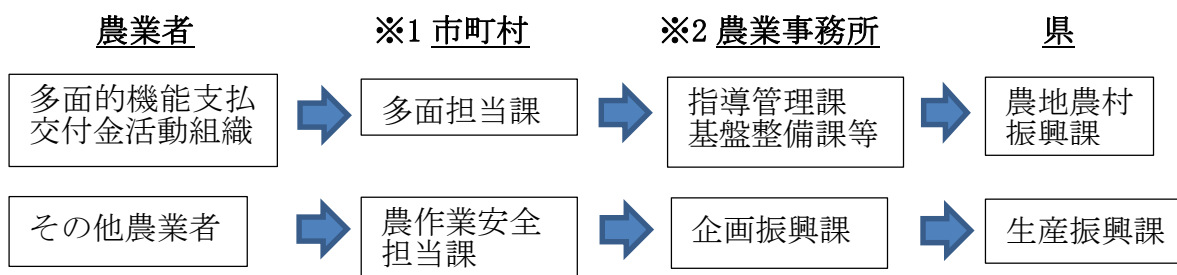 農業者 ※1 市町村 ※2 農業事務所 県
多面的機能支払
交付金活動組織
多面担当課
指導管理課
基盤整備課等
農地農村
振興課
その他農業者
農作業安全
担当課
企画振興課
生産振興課